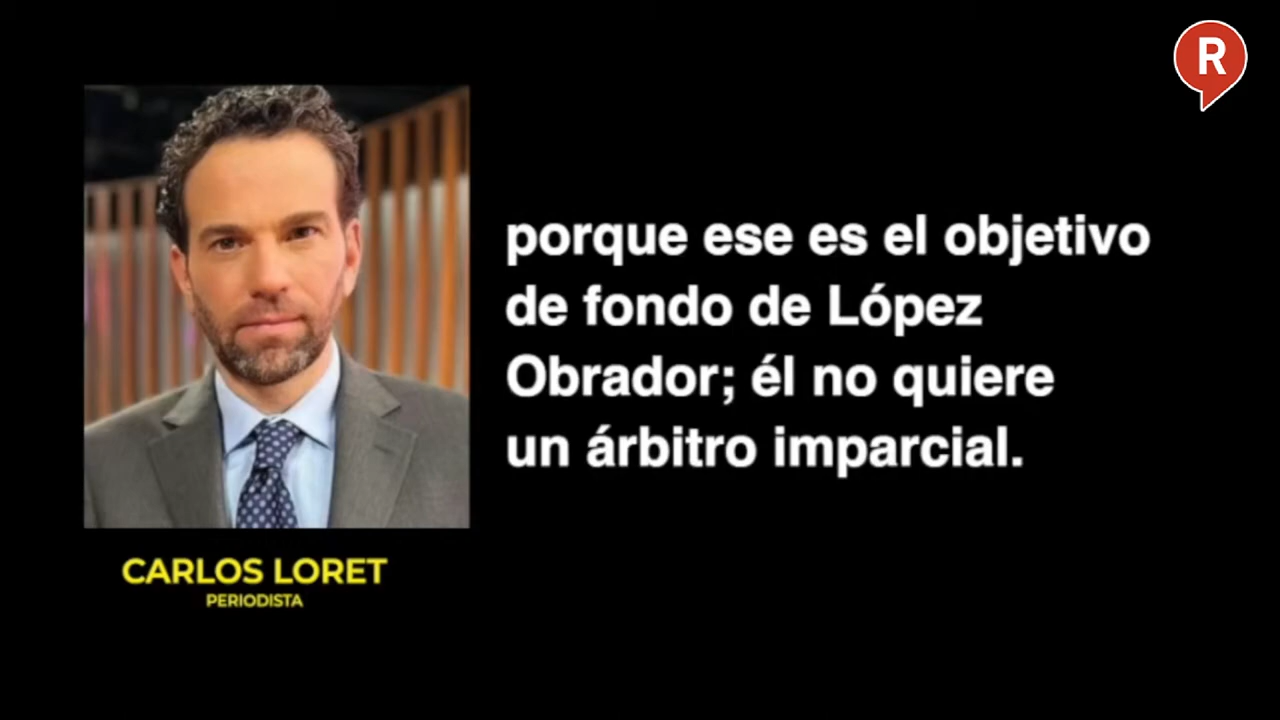 R
porque ese es el objetivo
de fondo de López
Obrador; él no quiere
un árbitro imparcial.
CARLOS LORET
PERIODISTA